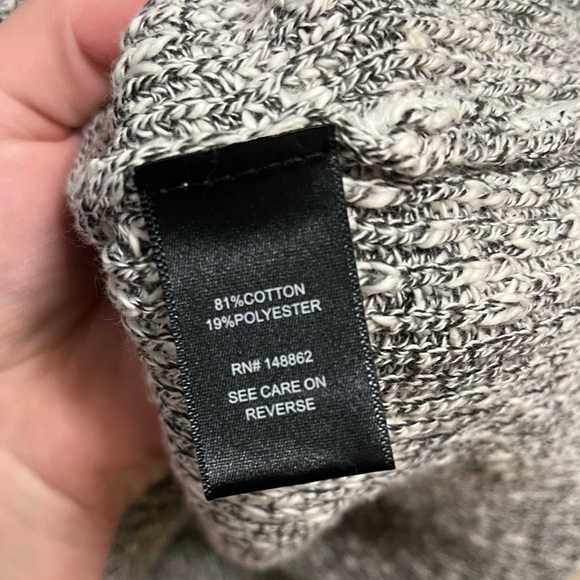 81%COTTON
19%POLYESTER
RN# 148862
SEE CARE ON
REVERSE